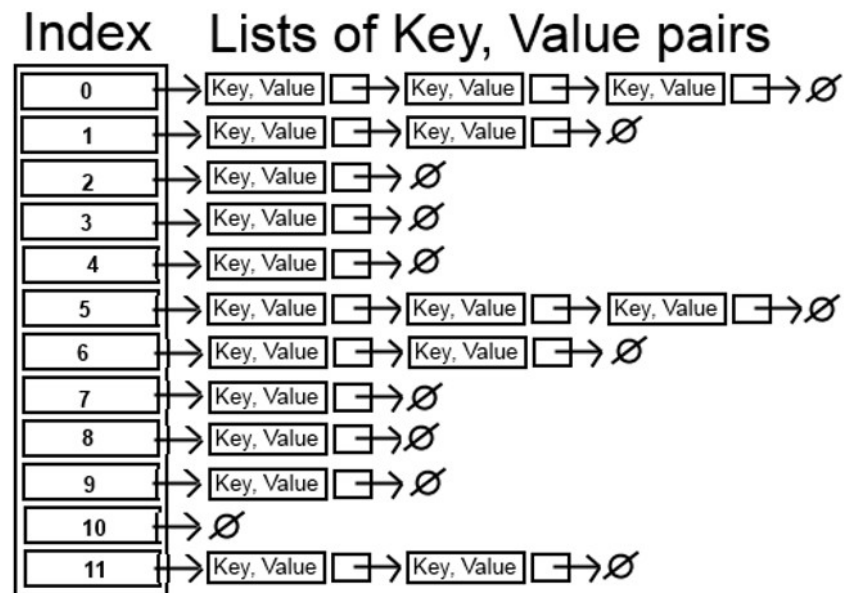 Index Lists of Key, Value pairs
0 Key, Value Key, Value Key, Value Ø
1 Key, Value Key, Value Ø
2 Key, Value Ø
3 Key, Value Ø
4 Key, Value Ø
5 Key, Value Key, Value Key, Value Ø
6 Key, Value Key, Value Ø
7 Key, Value Ø
8 Key, Value Ø
9 Key, Value Ø
10 Ø
11 Key, Value Key, Value Ø